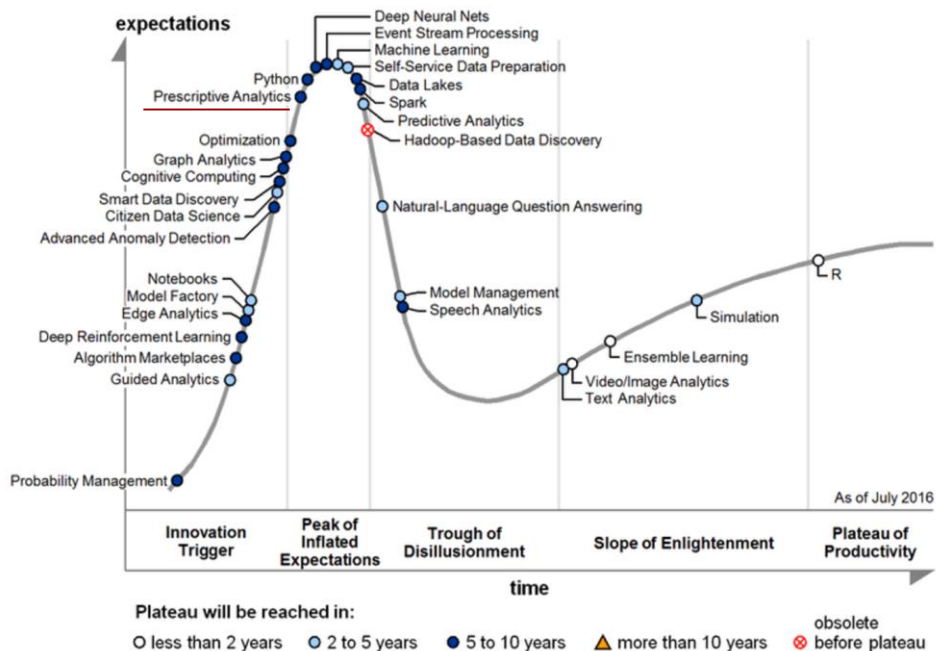 expectations
Deep Neural Nets
Event Stream Processing
Machine Learning
Self-Service Data Preparation
Python
Data Lakes
Prescriptive Analytics
Spark
Predictive Analytics
Optimization
Hadoop-Based Data Discovery
Graph Analytics
Cognitive Computing
Smart Data Discovery
Natural-Language Question Answering
Citizen Data Science
Advanced Anomaly Detection
R
Notebooks
Model Management
Model Factory
Speech Analytics
Edge Analytics
Simulation
Deep Reinforcement Learning
Algorithm Marketplaces
Ensemble Learning
Guided Analytics
Video/Image Analytics
Text Analytics
Probability Management
As of July 2016
Innovation
Trigger
Peak of
Inflated
Expectations
Trough of
Disillusionment
Slope of Enlightenment
Plateau of
Productivity
time
Plateau will be reached in:
less than 2 years
2 to 5 years
5 to 10 years
more than 10 years
obsolete
before plateau